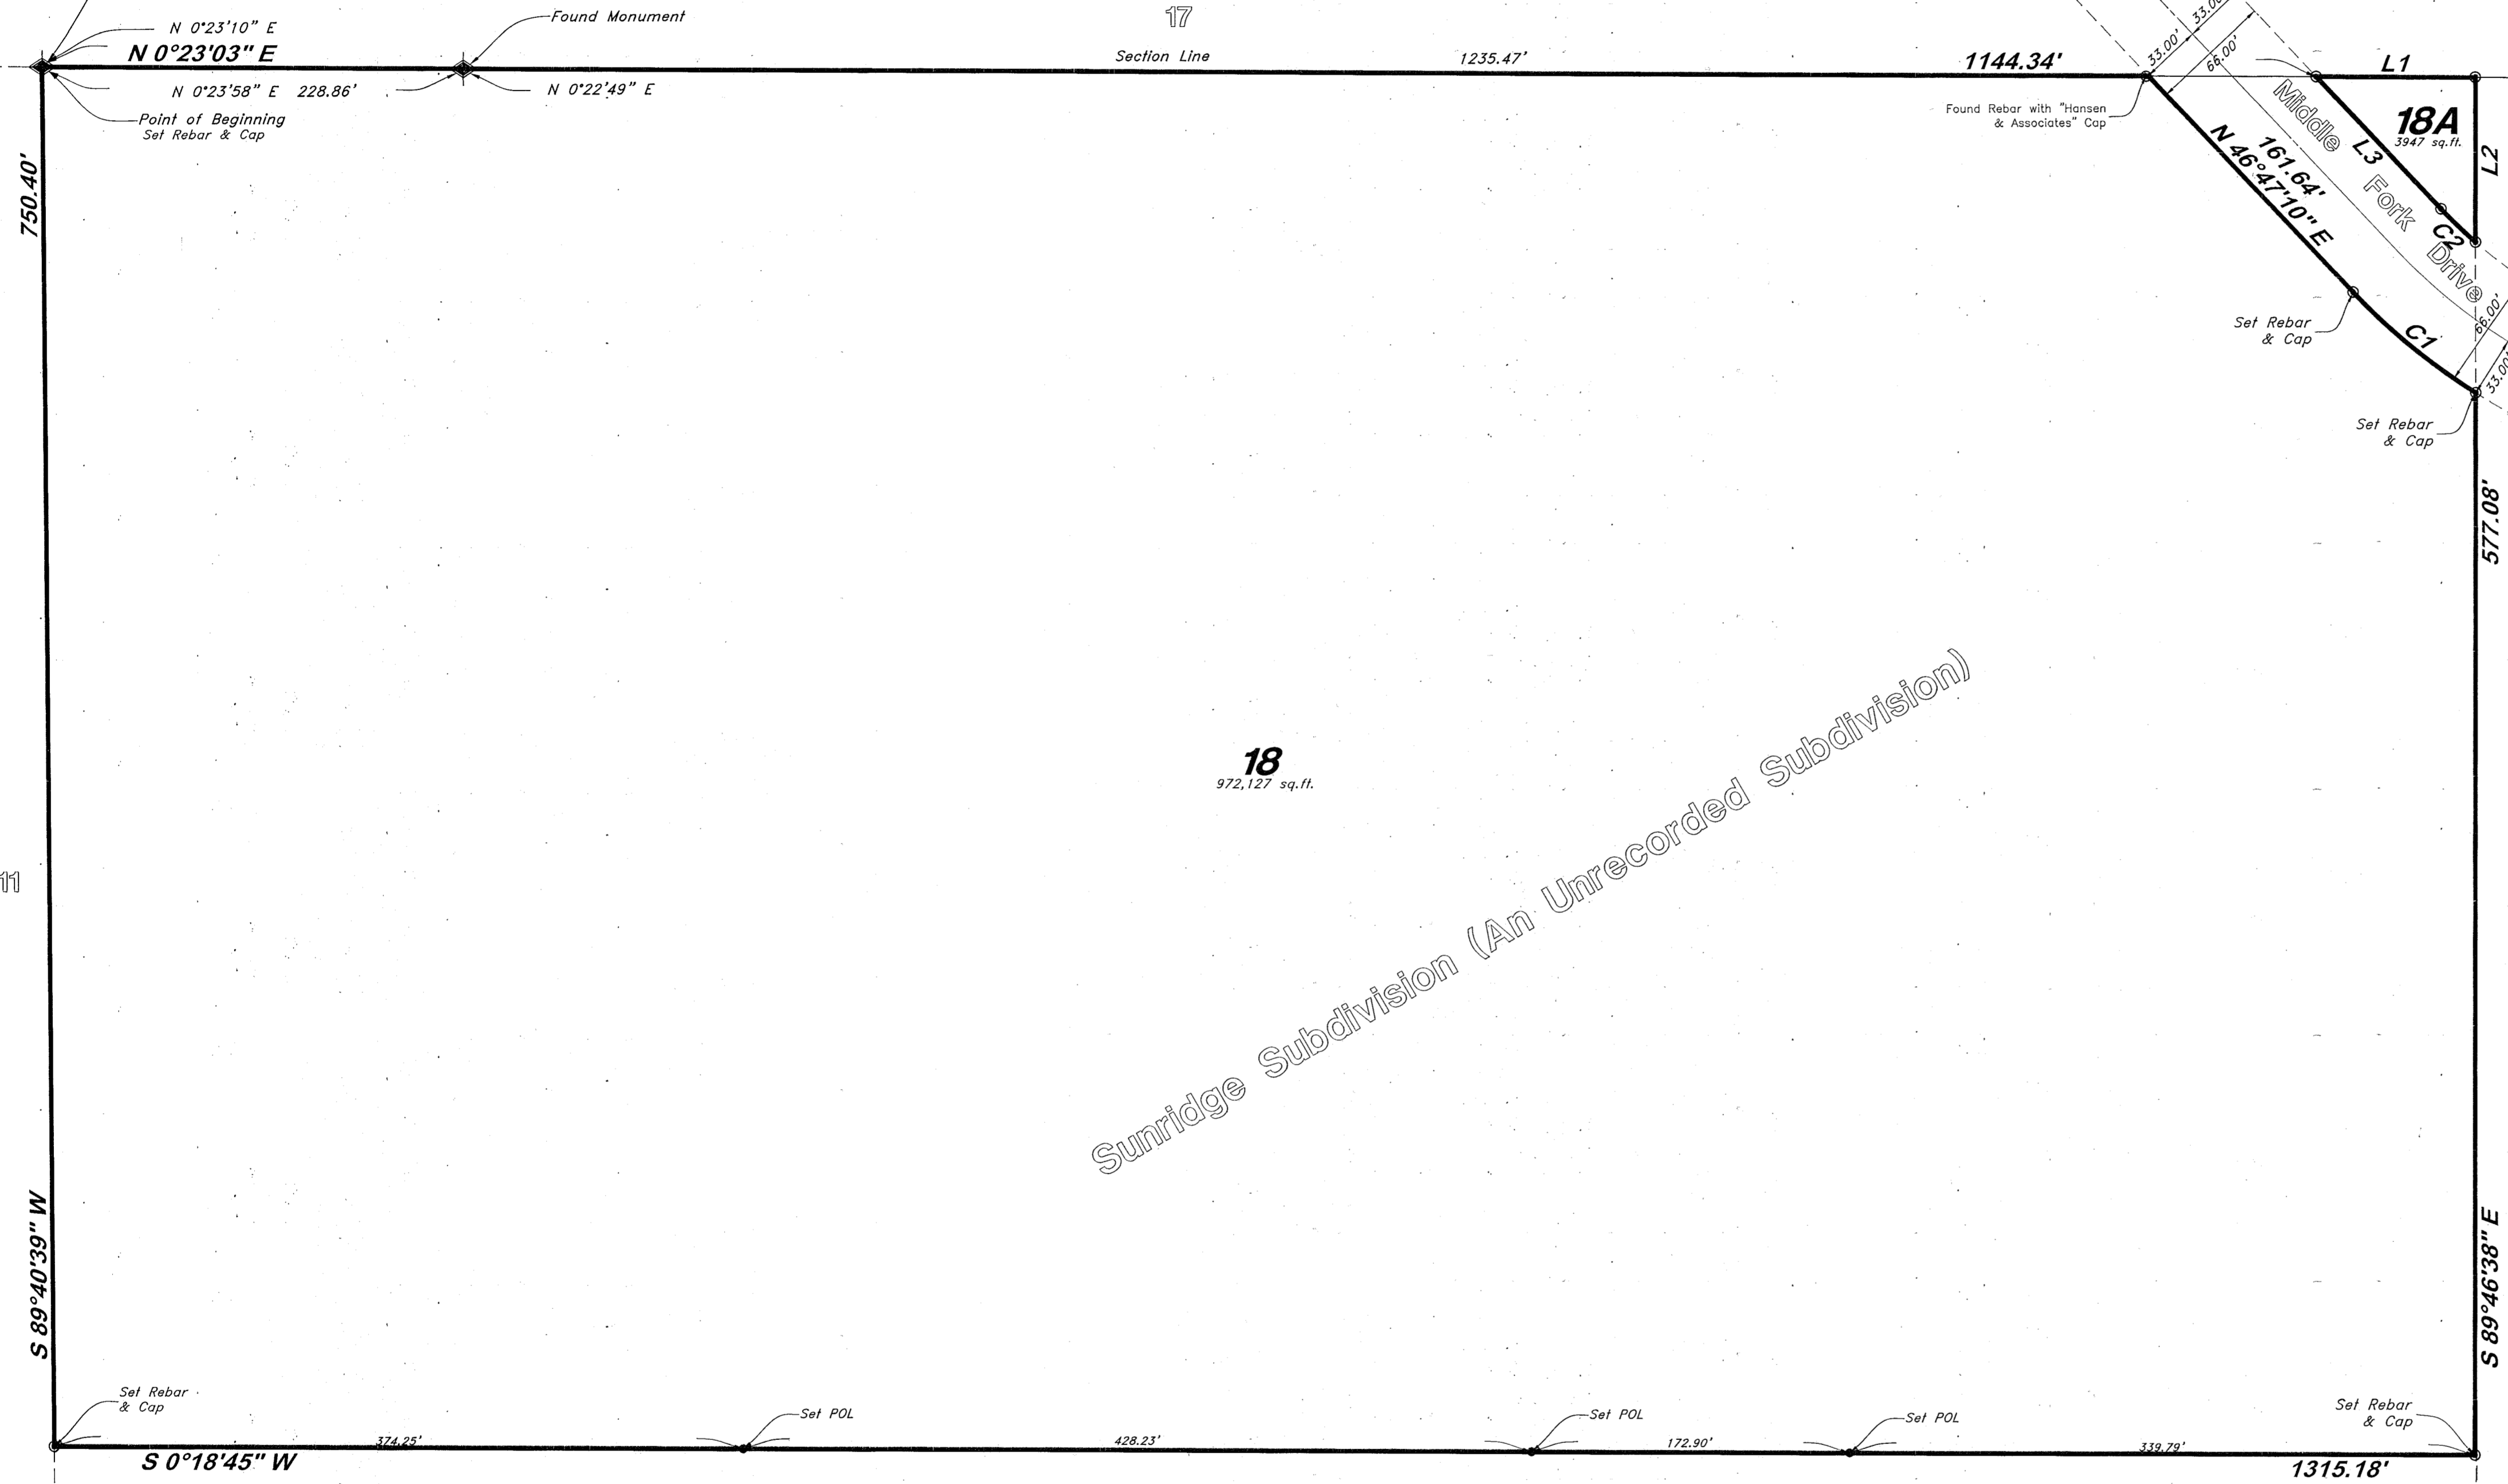 17
N 0°23'10" E
Found Monument
N 0°23'03" E
Section Line
1235.47'
1144.34'
L1
33.00'
33.00'
66.00'
N 0°23'58" E 228.86'
N 0°22'49" E
Point of Beginning
Set Rebar & Cap
Found Rebar with "Hansen
& Associates" Cap
18A
3947 sq.ft.
750.40'
Middle Fork Drive
L3
L2
161.64'
N 46°47'10" E
C2
C1
66.00'
33.00'
Set Rebar
& Cap
Set Rebar
& Cap
577.08'
18
972,127 sq.ft.
Sunridge Subdivision (An Unrecorded Subdivision)
11
S 89°40'39" W
S 89°46'38" E
Set Rebar
& Cap
Set POL
Set POL
Set POL
Set Rebar
& Cap
374.25'
428.23'
172.90'
339.79'
S 0°18'45" W
1315.18'